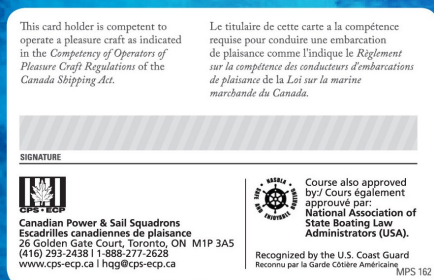 This card holder is competent to
operate a pleasure craft as indicated
in the Competency of Operators of
Pleasure Craft Regulations of the
Canada Shipping Act.
Le titulaire de cette carte a la compétence
requise pour conduire une embarcation
de plaisance comme l'indique le Règlement
sur la compétence des conducteurs d'embarcations
de plaisance de la Loi sur la marine
marchande du Canada.
SIGNATURE
CPS·ECP
Canadian Power & Sail Squadrons
Escadrilles canadiennes de plaisance
26 Golden Gate Court, Toronto, ON M1P 3A5
(416) 293-2438 | 1-888-277-2628
www.cps-ecp.ca | hqg@cps-ecp.ca
NASBLA
BOATING
SAFE AND ENJOYABLE
Course also approved
by:/ Cours également
approuvé par:
National Association of
State Boating Law
Administrators (USA).
Recognized by the U.S. Coast Guard
Reconnu par la Garde Côtière Américaine
MPS 162